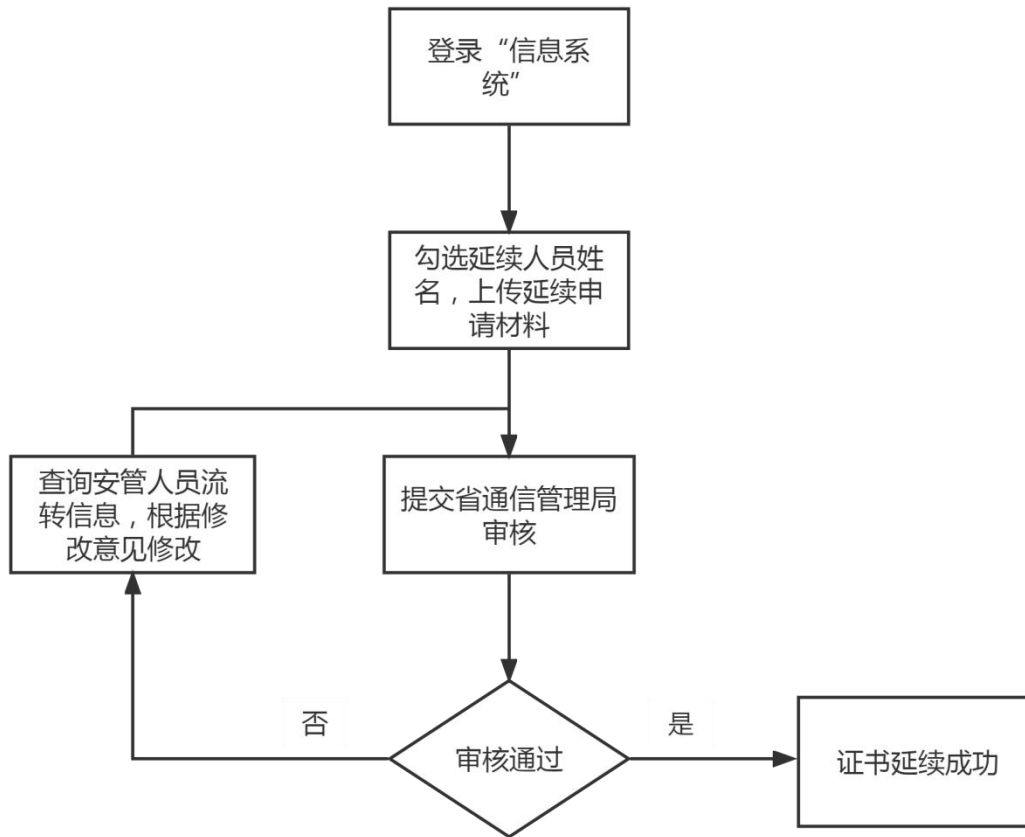 登录“信息系
统”
勾选延续人员姓
名，上传延续申
请材料
查询安管人员流
转信息，根据修
改意见修改
提交省通信管理局
审核
否
审核通过
是
证书延续成功